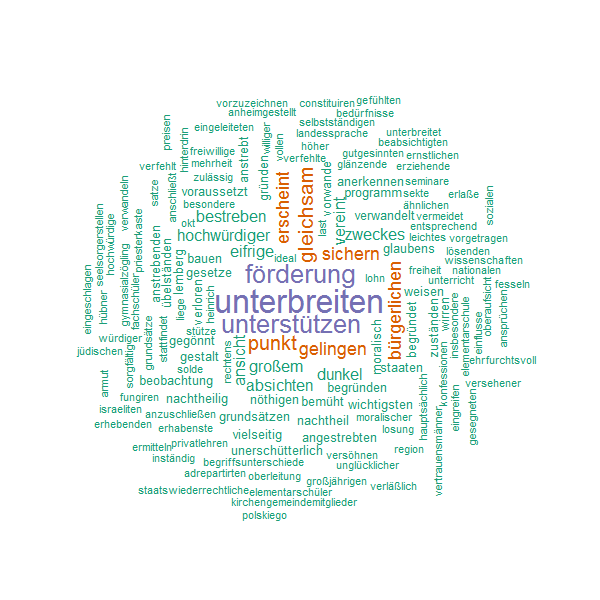 vorzuzeichnen constituiren gefühlten
anheimgestellt bedürfnisse
preisen eingeleiteten selbstständigen
hinterdrin williger vollen landessprache unterbreitet
freiwillige anstrebt höher beabsichtigten
verfehlt mehrheit gründen verfehlte gutgesinnten ernstlichen
zulässig glänzende erziehende
satze anschließt voraussetzt erscheint gleichsam vorwande anerkennen seminare
besondere programm sekte erlaße sozialen
verwandeln okt bestreben last vereint verwandelt vermeidet ähnlichen
priesterkaste hochwürdiger zweckes entsprechend
seelsorgerstellen hochwürdige anstrebenden übelständen lemberg eifrige sichern glaubens leichtes vorgetragen
bauen ideal lösenden
gymnasialzögling gesetze förderung lohn bürgerlichen freiheit nationalen wissenschaften
eingeschlagen hübner fachschüler liege verloren heinrich weisen unterricht fesseln
unterbreiten insbesondere elementarschule oberaufsicht ansprüchen
stütze unterstützen begründet zuständen wirren einflusse
würdiger grundsätze stattfindet gegönnt ansicht punkt gelingen moralisch
jüdischen sorgfältig gestalt rechtens ehrfurchtsvoll
solde großem dunkel staaten konfessionen
armut beobachtung absichten begründen versehener
fungiren nachtheilig nöthigen bemüht wichtigsten hauptsächlich eingreifen gesegneten
israeliten anzuschließen grundsätzen nachtheil moralischer
erhebenden erhabenste losung vertrauensmänner
vielseitig angestrebten
ermitteln privatlehren unerschütterlich region
inständig begriffsunterschiede versöhnen
unglücklicher
adrepartirten oberleitung großjährigen
staatswiederrechtliche elementarschüler verläßlich
kirchengemeindemitglieder
polskiego